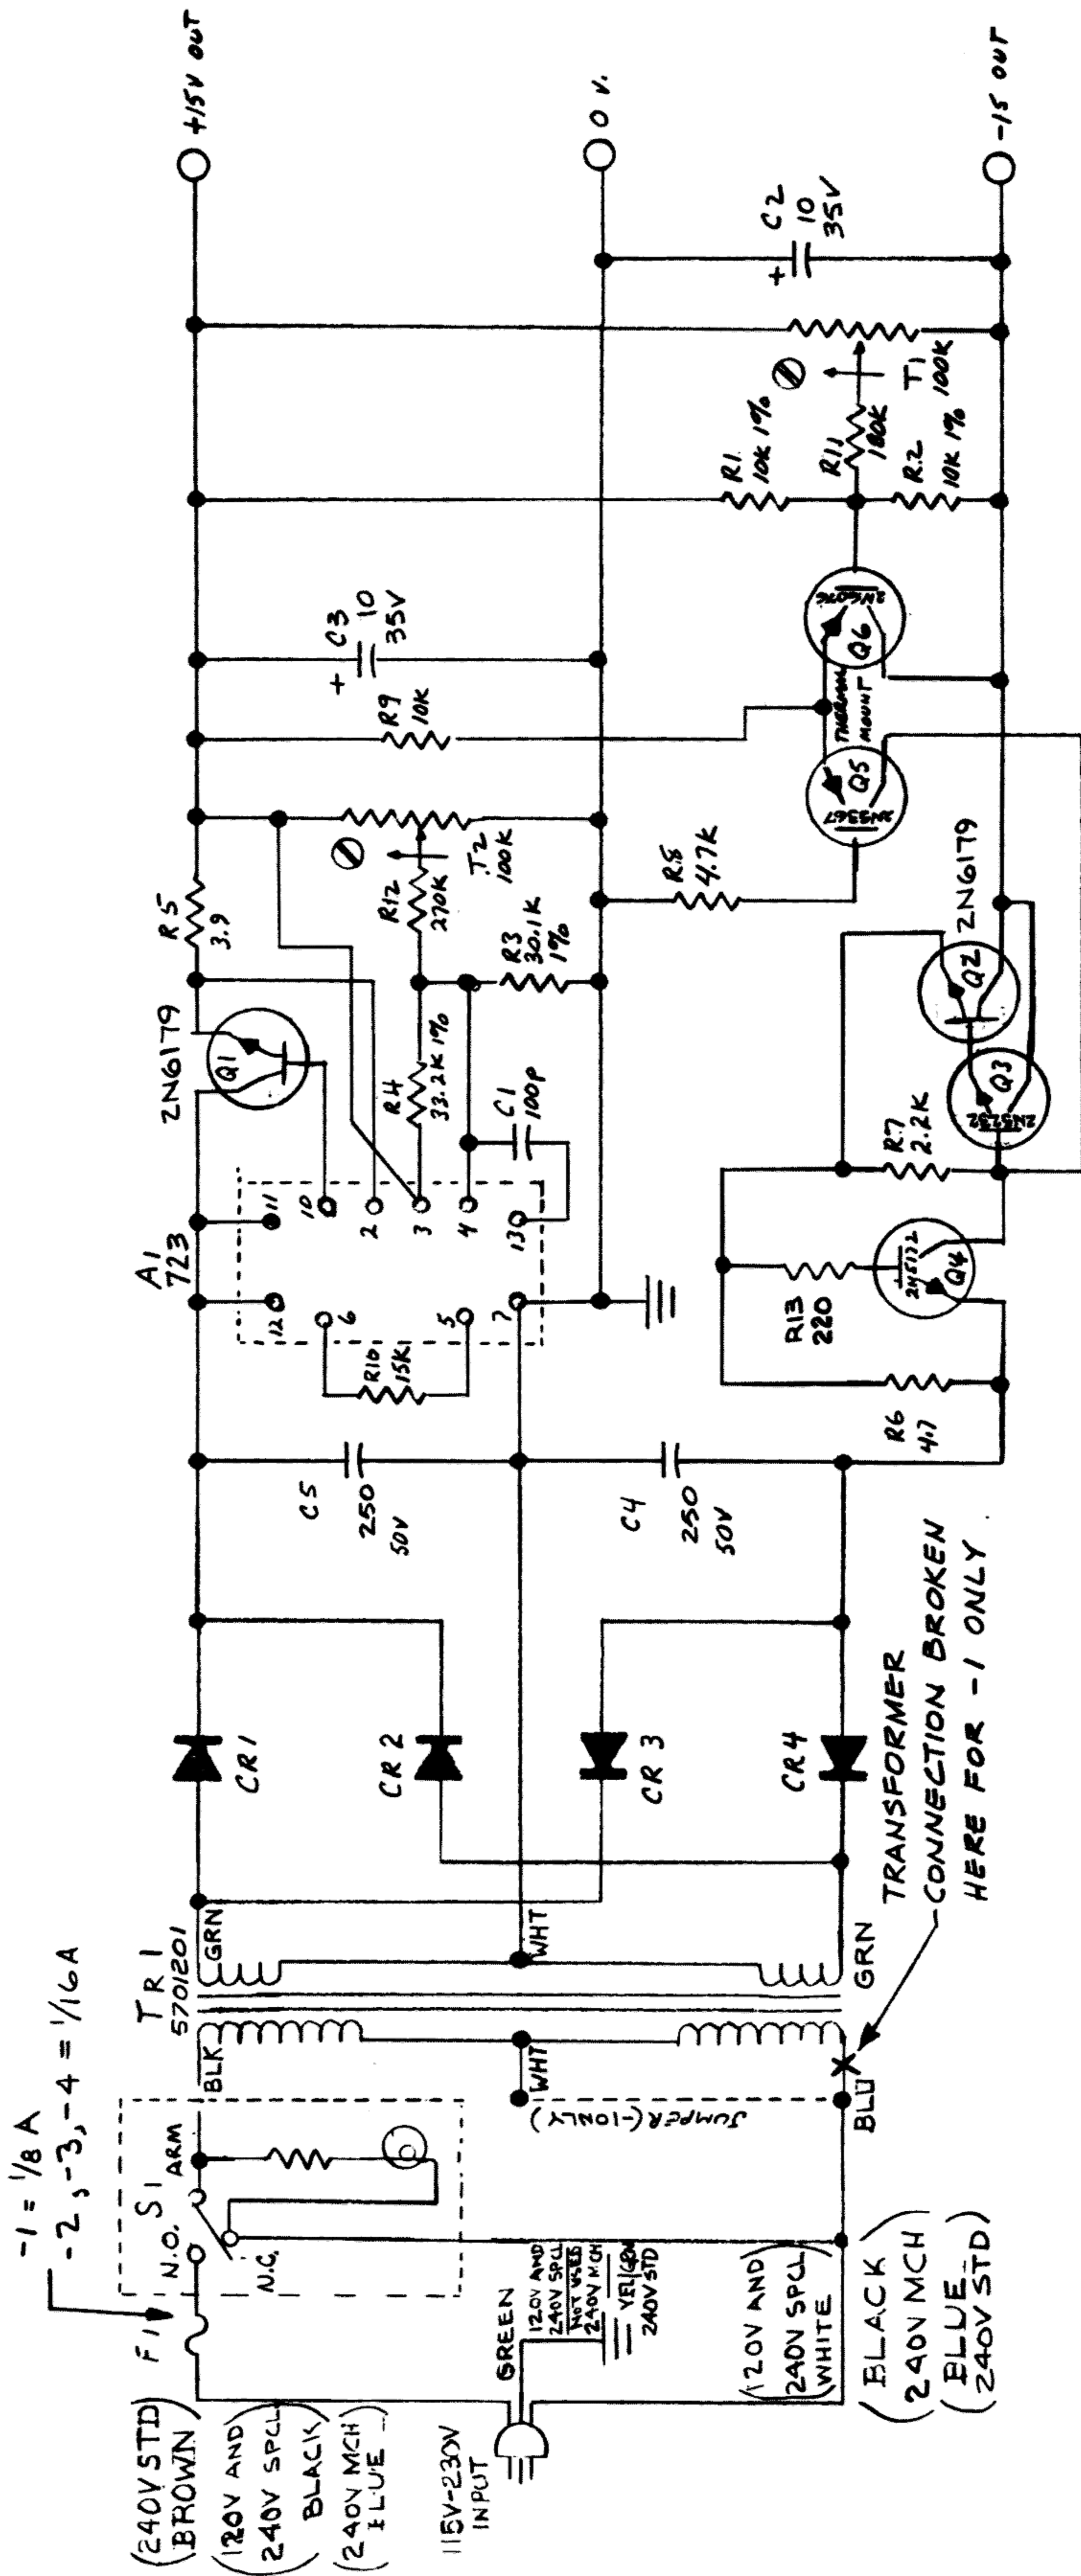 -1 = 1/8 A
-2, -3, -4 = 1/16 A
F1
N.O.
S1
ARM
N.C.
(240V STD)
BROWN
(120V AND)
240V SPCL
BLACK
(240V MCH)
115V-230V
INPUT
GREEN
120V AND
240V SPCL
NOT USED
240V MCH
YEL/GRN
240V STD
(120V AND)
240V SPCL
WHITE
BLACK
(240V MCH)
BLUE
(240V STD)
JUMPER (-1 ONLY)
TR1
5701201
BLK
GRN
WHT
WHT
BLU
GRN
TRANSFORMER
CONNECTION BROKEN
HERE FOR -1 ONLY
CR1
CR2
CR3
CR4
C5
250
50V
C4
250
50V
A1
723
12
11
6
10
R10
15K
2
3
5
4
7
13
2N6179
Q1
R5
3.9
R4
33.2K 1%
C1
100P
R12
270K
T2
100K
R3
30.1K
1%
R9
10K
C3
+ 10
35V
R6
4.7
R13
220
2N5172
Q4
R7
2.2K
Q3
2N5232
Q2
2N6179
R8
4.7K
2N5367
Q5
THERMAL
MOUNT
2N6076
Q6
R1
10K 1%
R11
180K
R2
10K 1%
T1
100K
C2
+ 10
35V
+15V OUT
0 V.
-15 OUT